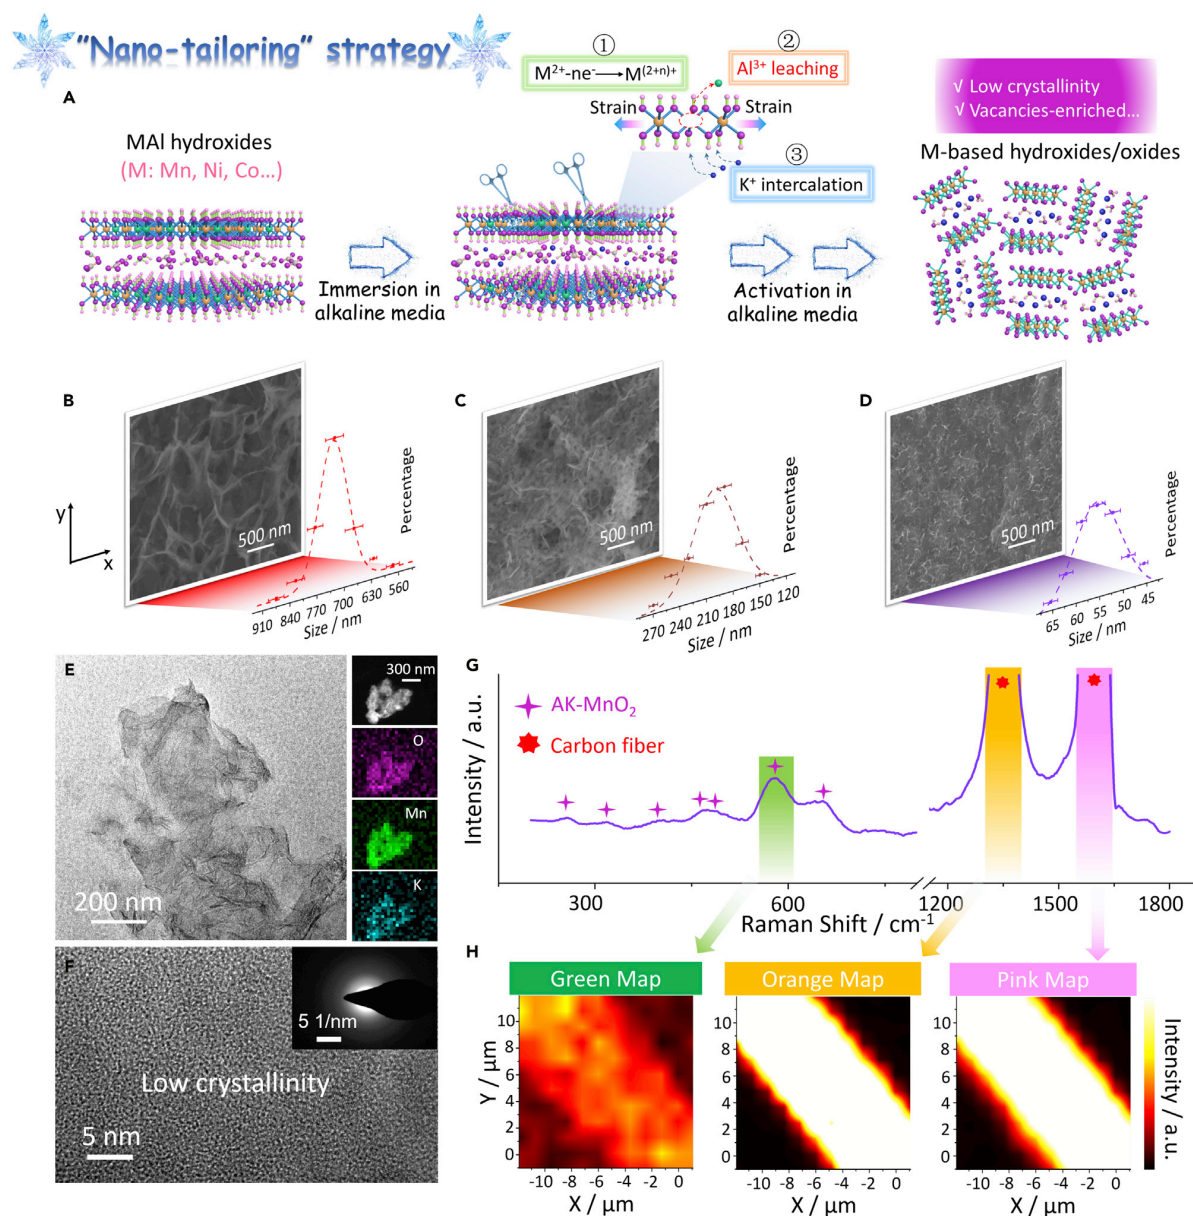 "Nano-tailoring" strategy
A
①
M²⁺-ne⁻⟶M⁽²⁺ⁿ⁾⁺
②
Al³⁺ leaching
Strain
Strain
③
K⁺ intercalation
√ Low crystallinity
√ Vacancies-enriched...
MAl hydroxides
(M: Mn, Ni, Co...)
M-based hydroxides/oxides
Immersion in
alkaline media
Activation in
alkaline media
B
y
x
500 nm
Percentage
910 840 770 700 630 560
Size / nm
C
500 nm
Percentage
270 240 210 180 150 120
Size / nm
D
500 nm
Percentage
65 60 55 50 45
Size / nm
E
200 nm
300 nm
O
Mn
K
F
5 1/nm
Low crystallinity
5 nm
G
Intensity / a.u.
AK-MnO₂
Carbon fiber
300 600 1200 1500 1800
Raman Shift / cm⁻¹
H
Green Map
Orange Map
Pink Map
Y / μm
10
8
6
4
2
0
-10 -8 -6 -4 -2 0
X / μm
10
8
6
4
2
0
-10 -8 -6 -4 -2 0
X / μm
10
8
6
4
2
0
-10 -8 -6 -4 -2 0
X / μm
Intensity / a.u.